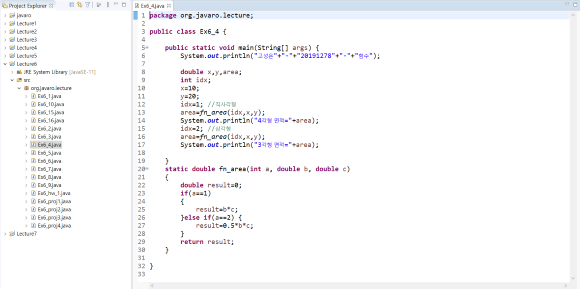 Project Explorer
javaro
Lecture1
Lecture2
Lecture3
Lecture4
Lecture5
Lecture6
JRE System Library [JavaSE-11]
src
org.javaro.lecture
Ex6_1.java
Ex6_10.java
Ex6_15.java
Ex6_16.java
Ex6_2.java
Ex6_3.java
Ex6_4.java
Ex6_5.java
Ex6_6.java
Ex6_7.java
Ex6_8.java
Ex6_9.java
Ex6_hw_1.java
Ex6_proj1.java
Ex6_proj2.java
Ex6_proj3.java
Ex6_proj4.java
Lecture7
Ex6_4.java
1 package org.javaro.lecture;
2
3 public class Ex6_4 {
4
5 public static void main(String[] args) {
6 System.out.println("고성은"+"-"+"20191278"+"-"+"점수");
7
8 double x,y,area;
9 int idx;
10 x=10;
11 y=20;
12 idx=1; //직사각형
13 area=fn_area(idx,x,y);
14 System.out.println("4각형 면적="+area);
15 idx=2; //삼각형
16 area=fn_area(idx,x,y);
17 System.out.println("3각형 면적="+area);
18
19 }
20 static double fn_area(int a, double b, double c)
21 {
22 double result=0;
23 if(a==1)
24 {
25 result=b*c;
26 }else if(a==2) {
27 result=0.5*b*c;
28 }
29 return result;
30 }
31
32 }
33